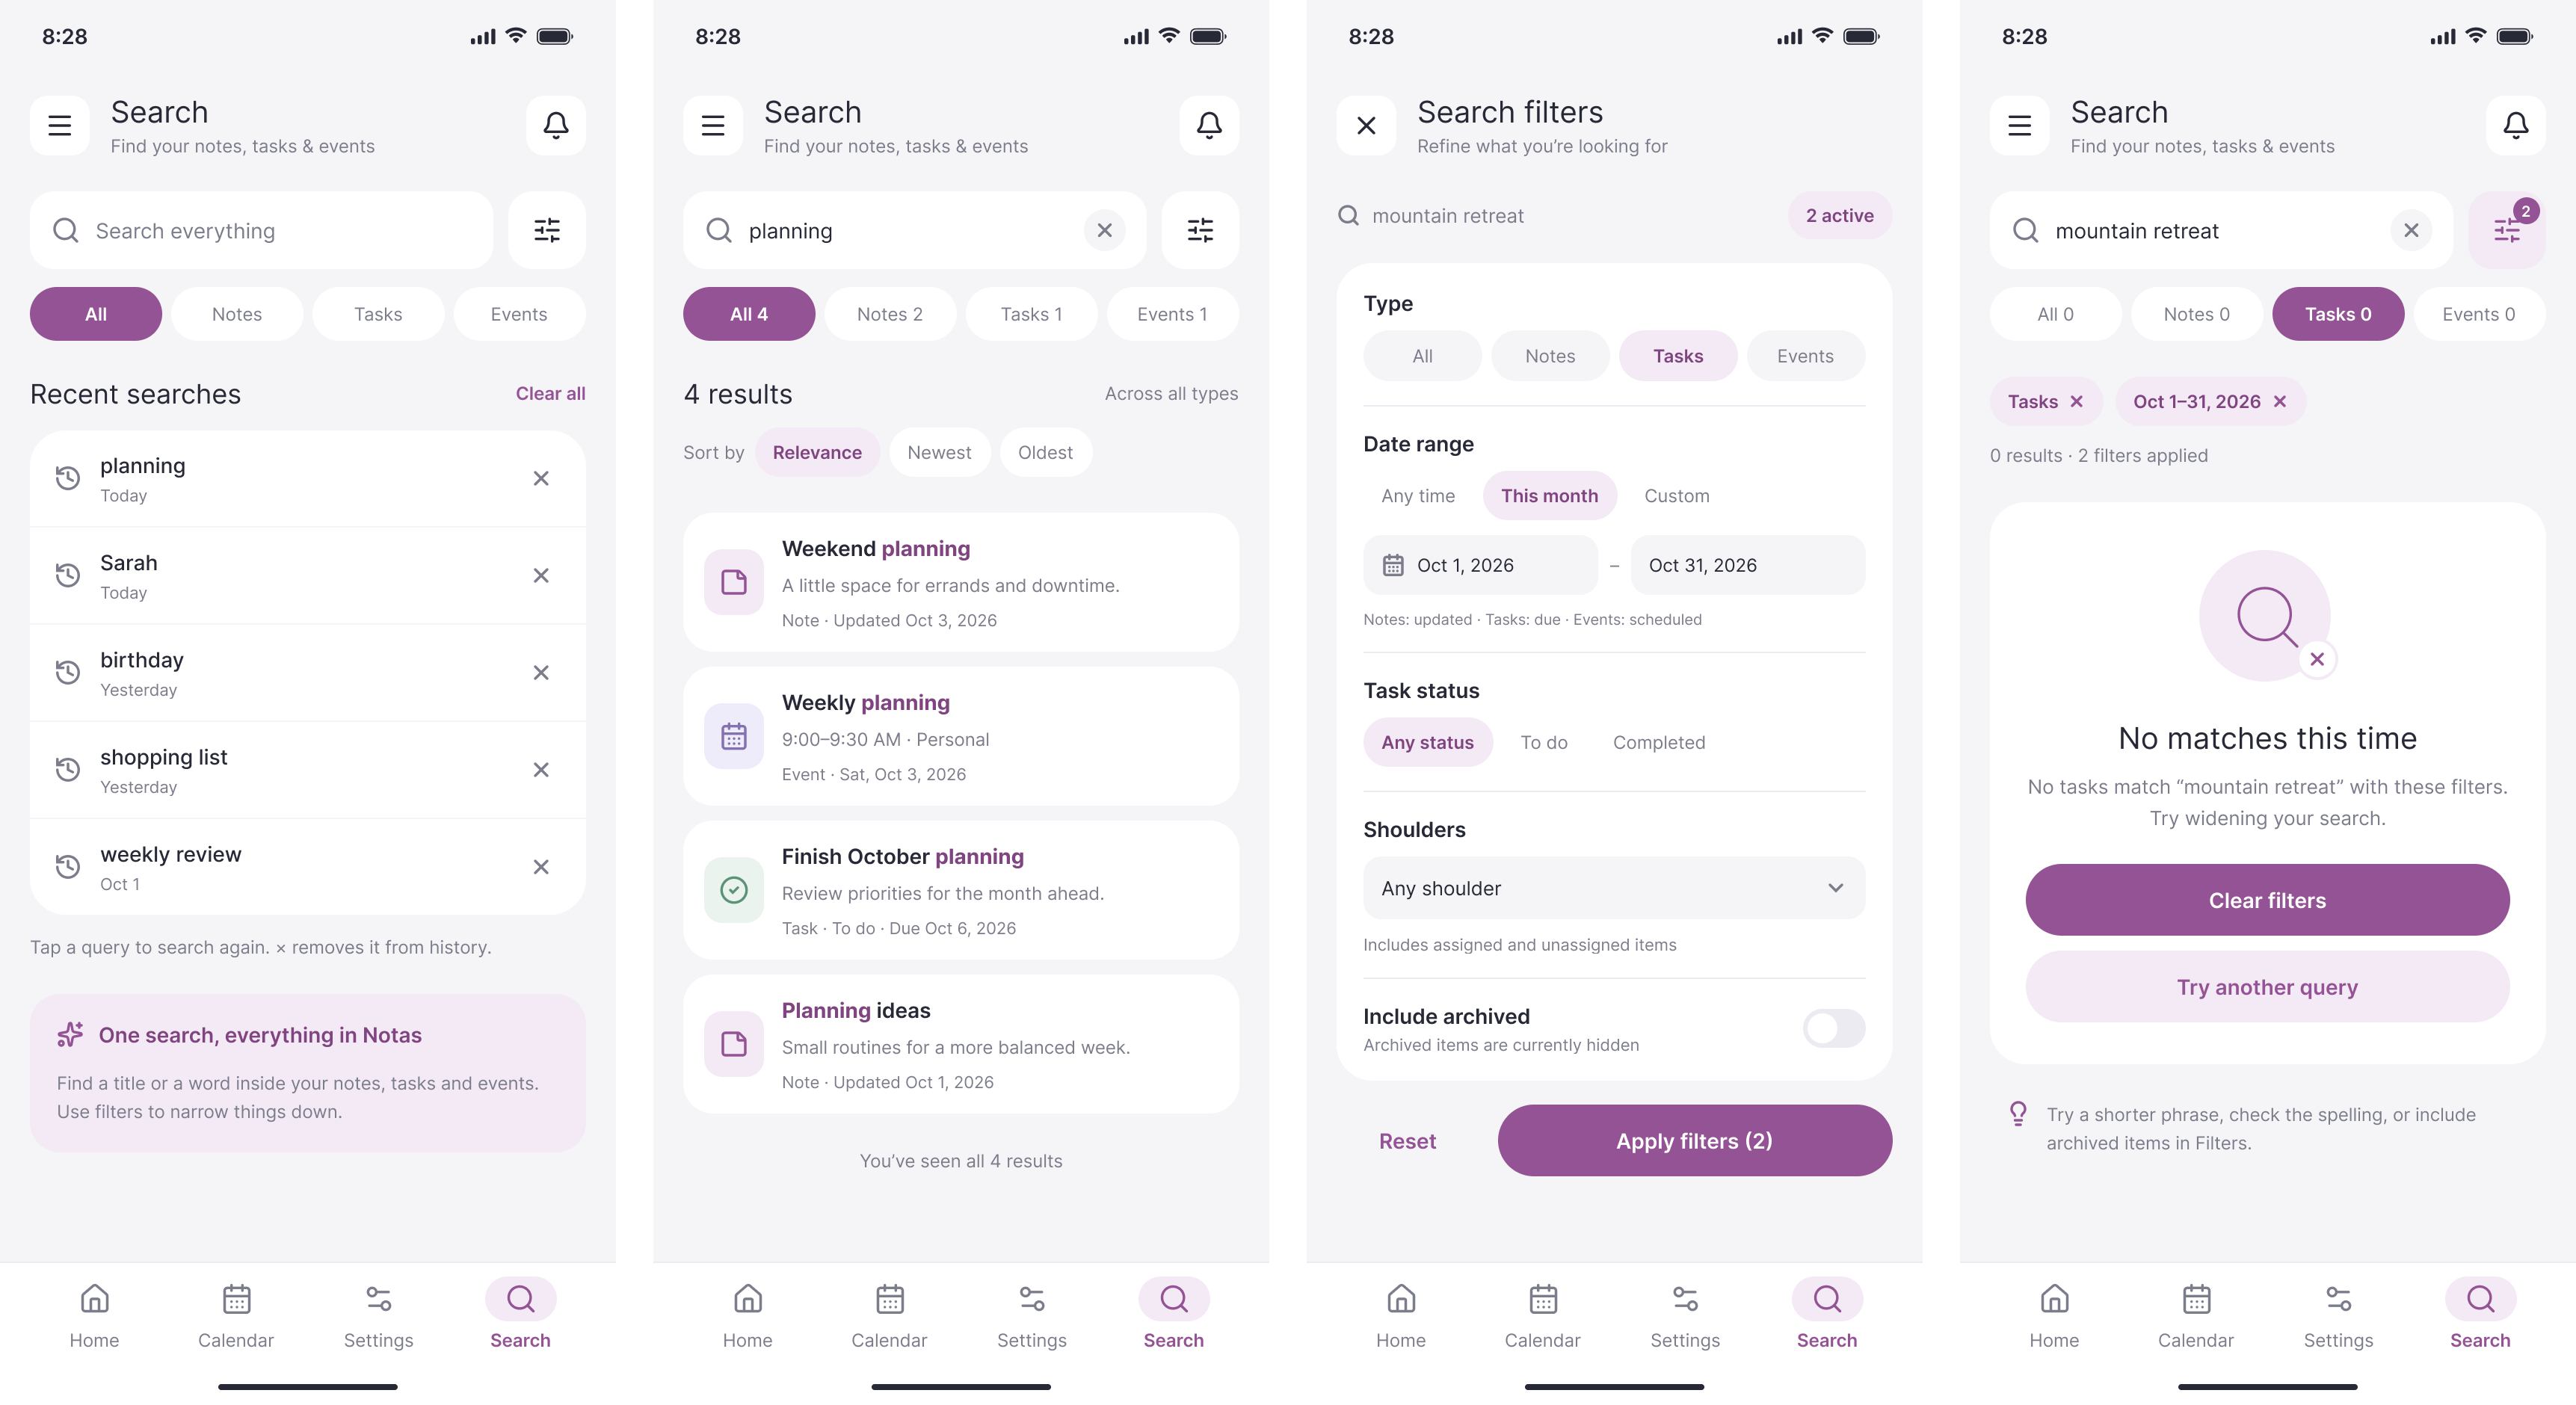 8:28
Search
Find your notes, tasks & events
Search everything
All Notes Tasks Events
Recent searches Clear all
planning
Today
Sarah
Today
birthday
Yesterday
shopping list
Yesterday
weekly review
Oct 1
Tap a query to search again. × removes it from history.
One search, everything in Notas
Find a title or a word inside your notes, tasks and events.
Use filters to narrow things down.
Home Calendar Settings Search
8:28
Search
Find your notes, tasks & events
planning
All 4 Notes 2 Tasks 1 Events 1
4 results Across all types
Sort by Relevance Newest Oldest
Weekend planning
A little space for errands and downtime.
Note · Updated Oct 3, 2026
Weekly planning
9:00–9:30 AM · Personal
Event · Sat, Oct 3, 2026
Finish October planning
Review priorities for the month ahead.
Task · To do · Due Oct 6, 2026
Planning ideas
Small routines for a more balanced week.
Note · Updated Oct 1, 2026
You’ve seen all 4 results
Home Calendar Settings Search
8:28
Search filters
Refine what you’re looking for
mountain retreat 2 active
Type
All Notes Tasks Events
Date range
Any time This month Custom
Oct 1, 2026 – Oct 31, 2026
Notes: updated · Tasks: due · Events: scheduled
Task status
Any status To do Completed
Shoulders
Any shoulder
Includes assigned and unassigned items
Include archived
Archived items are currently hidden
Reset Apply filters (2)
Home Calendar Settings Search
8:28
Search
Find your notes, tasks & events
mountain retreat 2
All 0 Notes 0 Tasks 0 Events 0
Tasks × Oct 1–31, 2026 ×
0 results · 2 filters applied
No matches this time
No tasks match “mountain retreat” with these filters.
Try widening your search.
Clear filters
Try another query
Try a shorter phrase, check the spelling, or include
archived items in Filters.
Home Calendar Settings Search